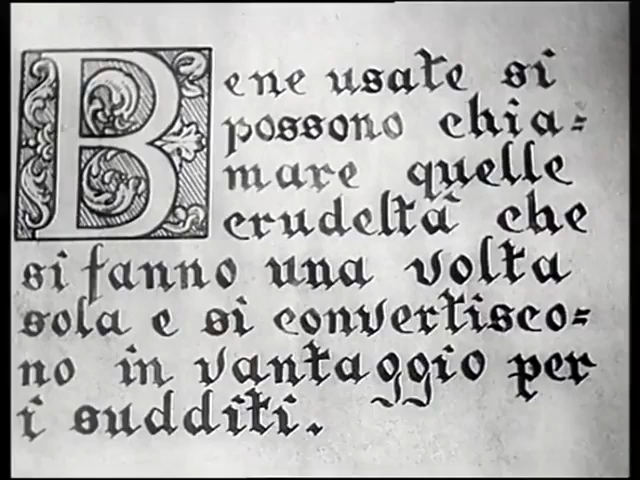 Bene usate si
possono chia=
mare quelle
crudeltà che
si fanno una volta
sola e si convertisco=
no in vantaggio per
i sudditi.